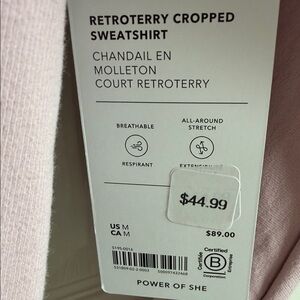 RETROTERRY CROPPED
SWEATSHIRT
CHANDAIL EN
MOLLETON
COURT RETROTERRY
BREATHABLE
ALL-AROUND
STRETCH
RESPIRANT
$44.99
US M
CA M
$89.00
Certified
B
Corporation
POWER OF SHE